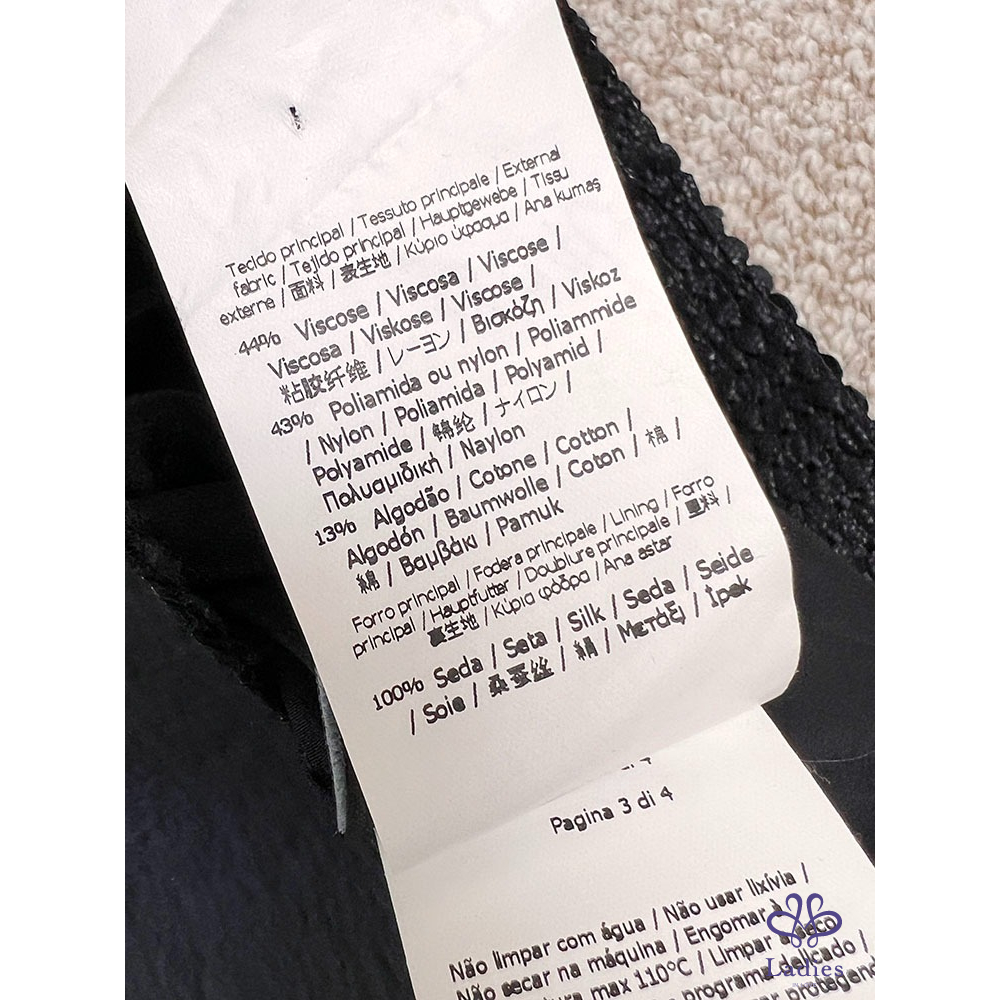 Tecido principal / Tessuto principale / External
fabric / Tejido principal / Hauptgewebe / Tissu
externe / 面料 / 表生地 / Κύριο ύφασμα / Ana kumaş
44% Viscose / Viscosa / Viscose /
Viscosa / Viskose / Viscose /
粘胶纤维 / レーヨン / Βισκόζη / Viskoz
43% Poliamida ou nylon / Poliammide
/ Nylon / Poliamida / Polyamid /
Polyamide / 锦纶 / ナイロン /
Πολυαμιδική / Naylon
13% Algodão / Cotone / Cotton /
Algodón / Baumwolle / Coton / 棉 /
綿 / Βαμβάκι / Pamuk
Forro principal / Fodera principale / Lining / Forro
principal / Hauptfutter / Doublure principale / 里料 /
裏生地 / Κύρια φόδρα / Ana astar
100% Seda / Seta / Silk / Seda / Seide
/ Soie / 桑蚕丝 / 絹 / Μετάξι / İpek
Pagina 3 di 4
Não limpar com água / Não usar lixívia /
Não secar na máquina / Engomar à
max 110°C / Limpar a seco
programa delicado /
proteger
Ladies